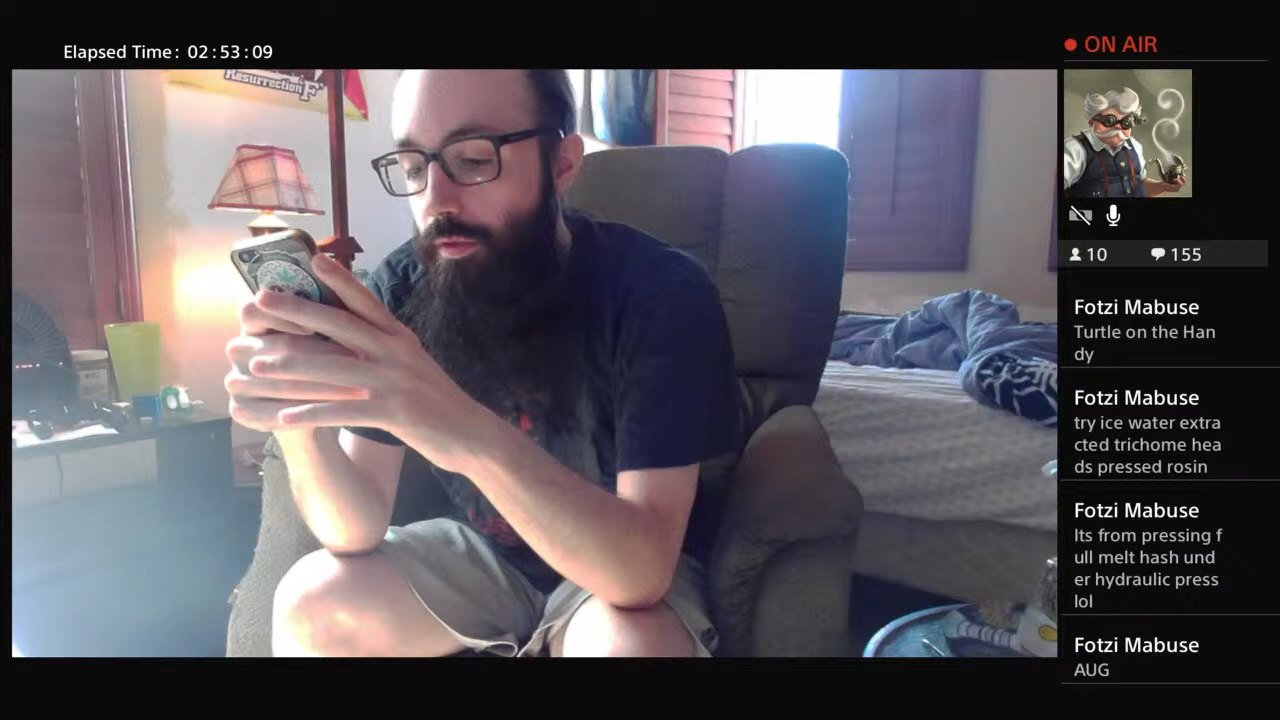 Elapsed Time: 02:53:09
Resurrection F
ON AIR
10 155
Fotzi Mabuse
Turtle on the Han
dy
Fotzi Mabuse
try ice water extra
cted trichome hea
ds pressed rosin
Fotzi Mabuse
Its from pressing f
ull melt hash und
er hydraulic press
lol
Fotzi Mabuse
AUG